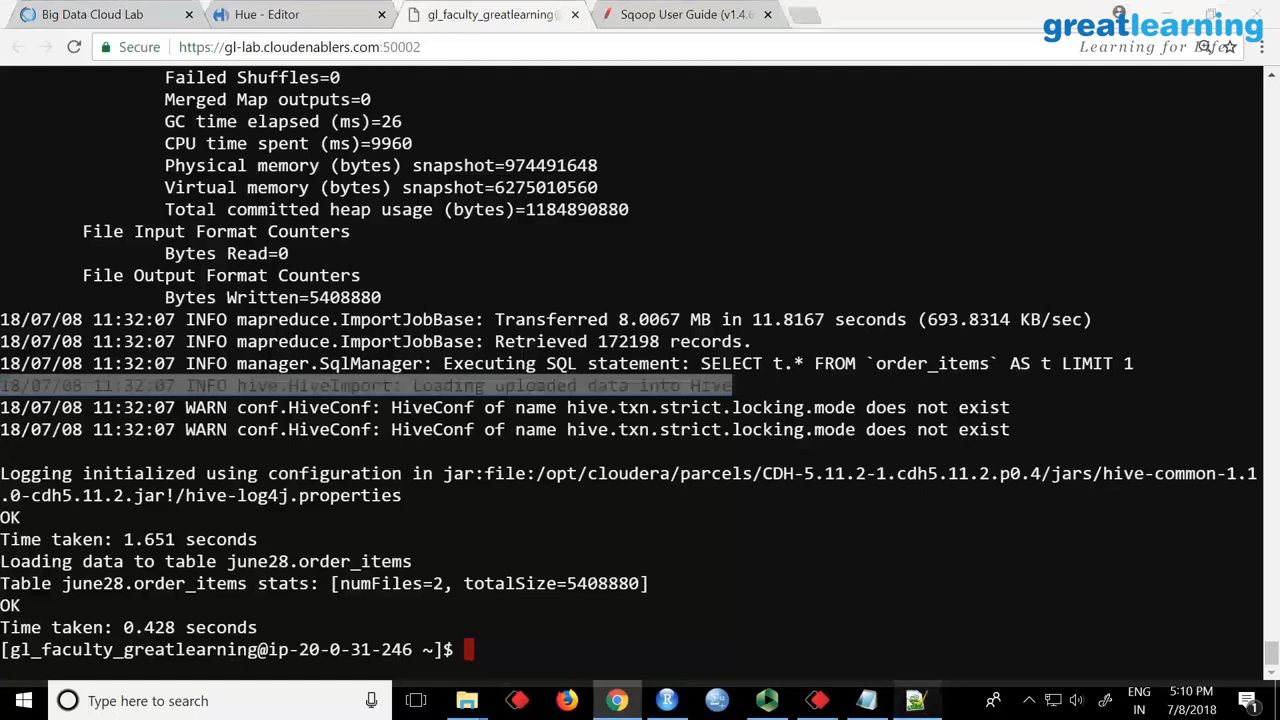 Big Data Cloud Lab
Hue - Editor
gl_faculty_greatlearning@
Sqoop User Guide (v1.4.6
greatlearning
Learning for Life
Secure
https://gl-lab.cloudenablers.com:50002
Failed Shuffles=0
Merged Map outputs=0
GC time elapsed (ms)=26
CPU time spent (ms)=9960
Physical memory (bytes) snapshot=974491648
Virtual memory (bytes) snapshot=6275010560
Total committed heap usage (bytes)=1184890880
File Input Format Counters
Bytes Read=0
File Output Format Counters
Bytes Written=5408880
18/07/08 11:32:07 INFO mapreduce.ImportJobBase: Transferred 8.0067 MB in 11.8167 seconds (693.8314 KB/sec)
18/07/08 11:32:07 INFO mapreduce.ImportJobBase: Retrieved 172198 records.
18/07/08 11:32:07 INFO manager.SqlManager: Executing SQL statement: SELECT t.* FROM `order_items` AS t LIMIT 1
18/07/08 11:32:07 INFO hive.HiveImport: Loading uploaded data into Hive
18/07/08 11:32:07 WARN conf.HiveConf: HiveConf of name hive.txn.strict.locking.mode does not exist
18/07/08 11:32:07 WARN conf.HiveConf: HiveConf of name hive.txn.strict.locking.mode does not exist
Logging initialized using configuration in jar:file:/opt/cloudera/parcels/CDH-5.11.2-1.cdh5.11.2.p0.4/jars/hive-common-1.1
.0-cdh5.11.2.jar!/hive-log4j.properties
OK
Time taken: 1.651 seconds
Loading data to table june28.order_items
Table june28.order_items stats: [numFiles=2, totalSize=5408880]
OK
Time taken: 0.428 seconds
[gl_faculty_greatlearning@ip-20-0-31-246 ~]$
Type here to search
ENG
IN
5:10 PM
7/8/2018
1